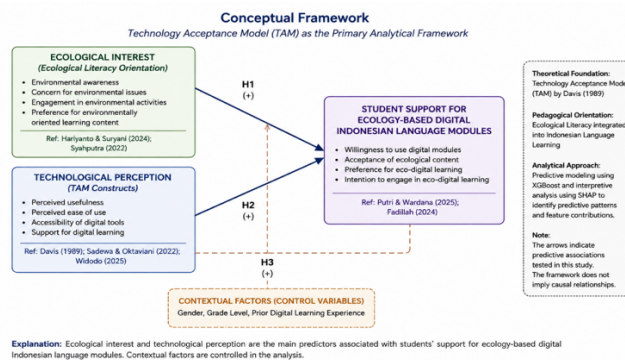 Conceptual Framework
Technology Acceptance Model (TAM) as the Primary Analytical Framework
ECOLOGICAL INTEREST
(Ecological Literacy Orientation)
• Environmental awareness
• Concern for environmental issues
• Engagement in environmental activities
• Preference for environmentally
oriented learning content
Ref: Hariyanto & Suryani (2024);
Syahputra (2022)
TECHNOLOGICAL PERCEPTION
(TAM Constructs)
• Perceived usefulness
• Perceived ease of use
• Accessibility of digital tools
• Support for digital learning
Ref: Davis (1989); Sadewa & Oktaviani (2022);
Widodo (2025)
H1
(+)
H2
(+)
H3
(+)
STUDENT SUPPORT FOR
ECOLOGY-BASED DIGITAL
INDONESIAN LANGUAGE MODULES
• Willingness to use digital modules
• Acceptance of ecological content
• Preference for eco-digital learning
• Intention to engage in eco-digital learning
Ref: Putri & Wardana (2025);
Fadillah (2024)
CONTEXTUAL FACTORS (CONTROL VARIABLES)
Gender, Grade Level, Prior Digital Learning Experience
Theoretical Foundation:
Technology Acceptance Mode
(TAM) by Davis (1989)
Pedagogical Orientation:
Ecological Literacy integrated
into Indonesian Language
Learning
Analytical Approach:
Predictive modeling using
XGBoost and interpretive
analysis using SHAP to
identify predictive patterns
and feature contributions.
Note:
The arrows indicate
predictive associations
tested in this study.
The framework does not
imply causal relationships.
Explanation: Ecological interest and technological perception are the main predictors associated with students' support for ecology-based digital
Indonesian language modules. Contextual factors are controlled in the analysis.